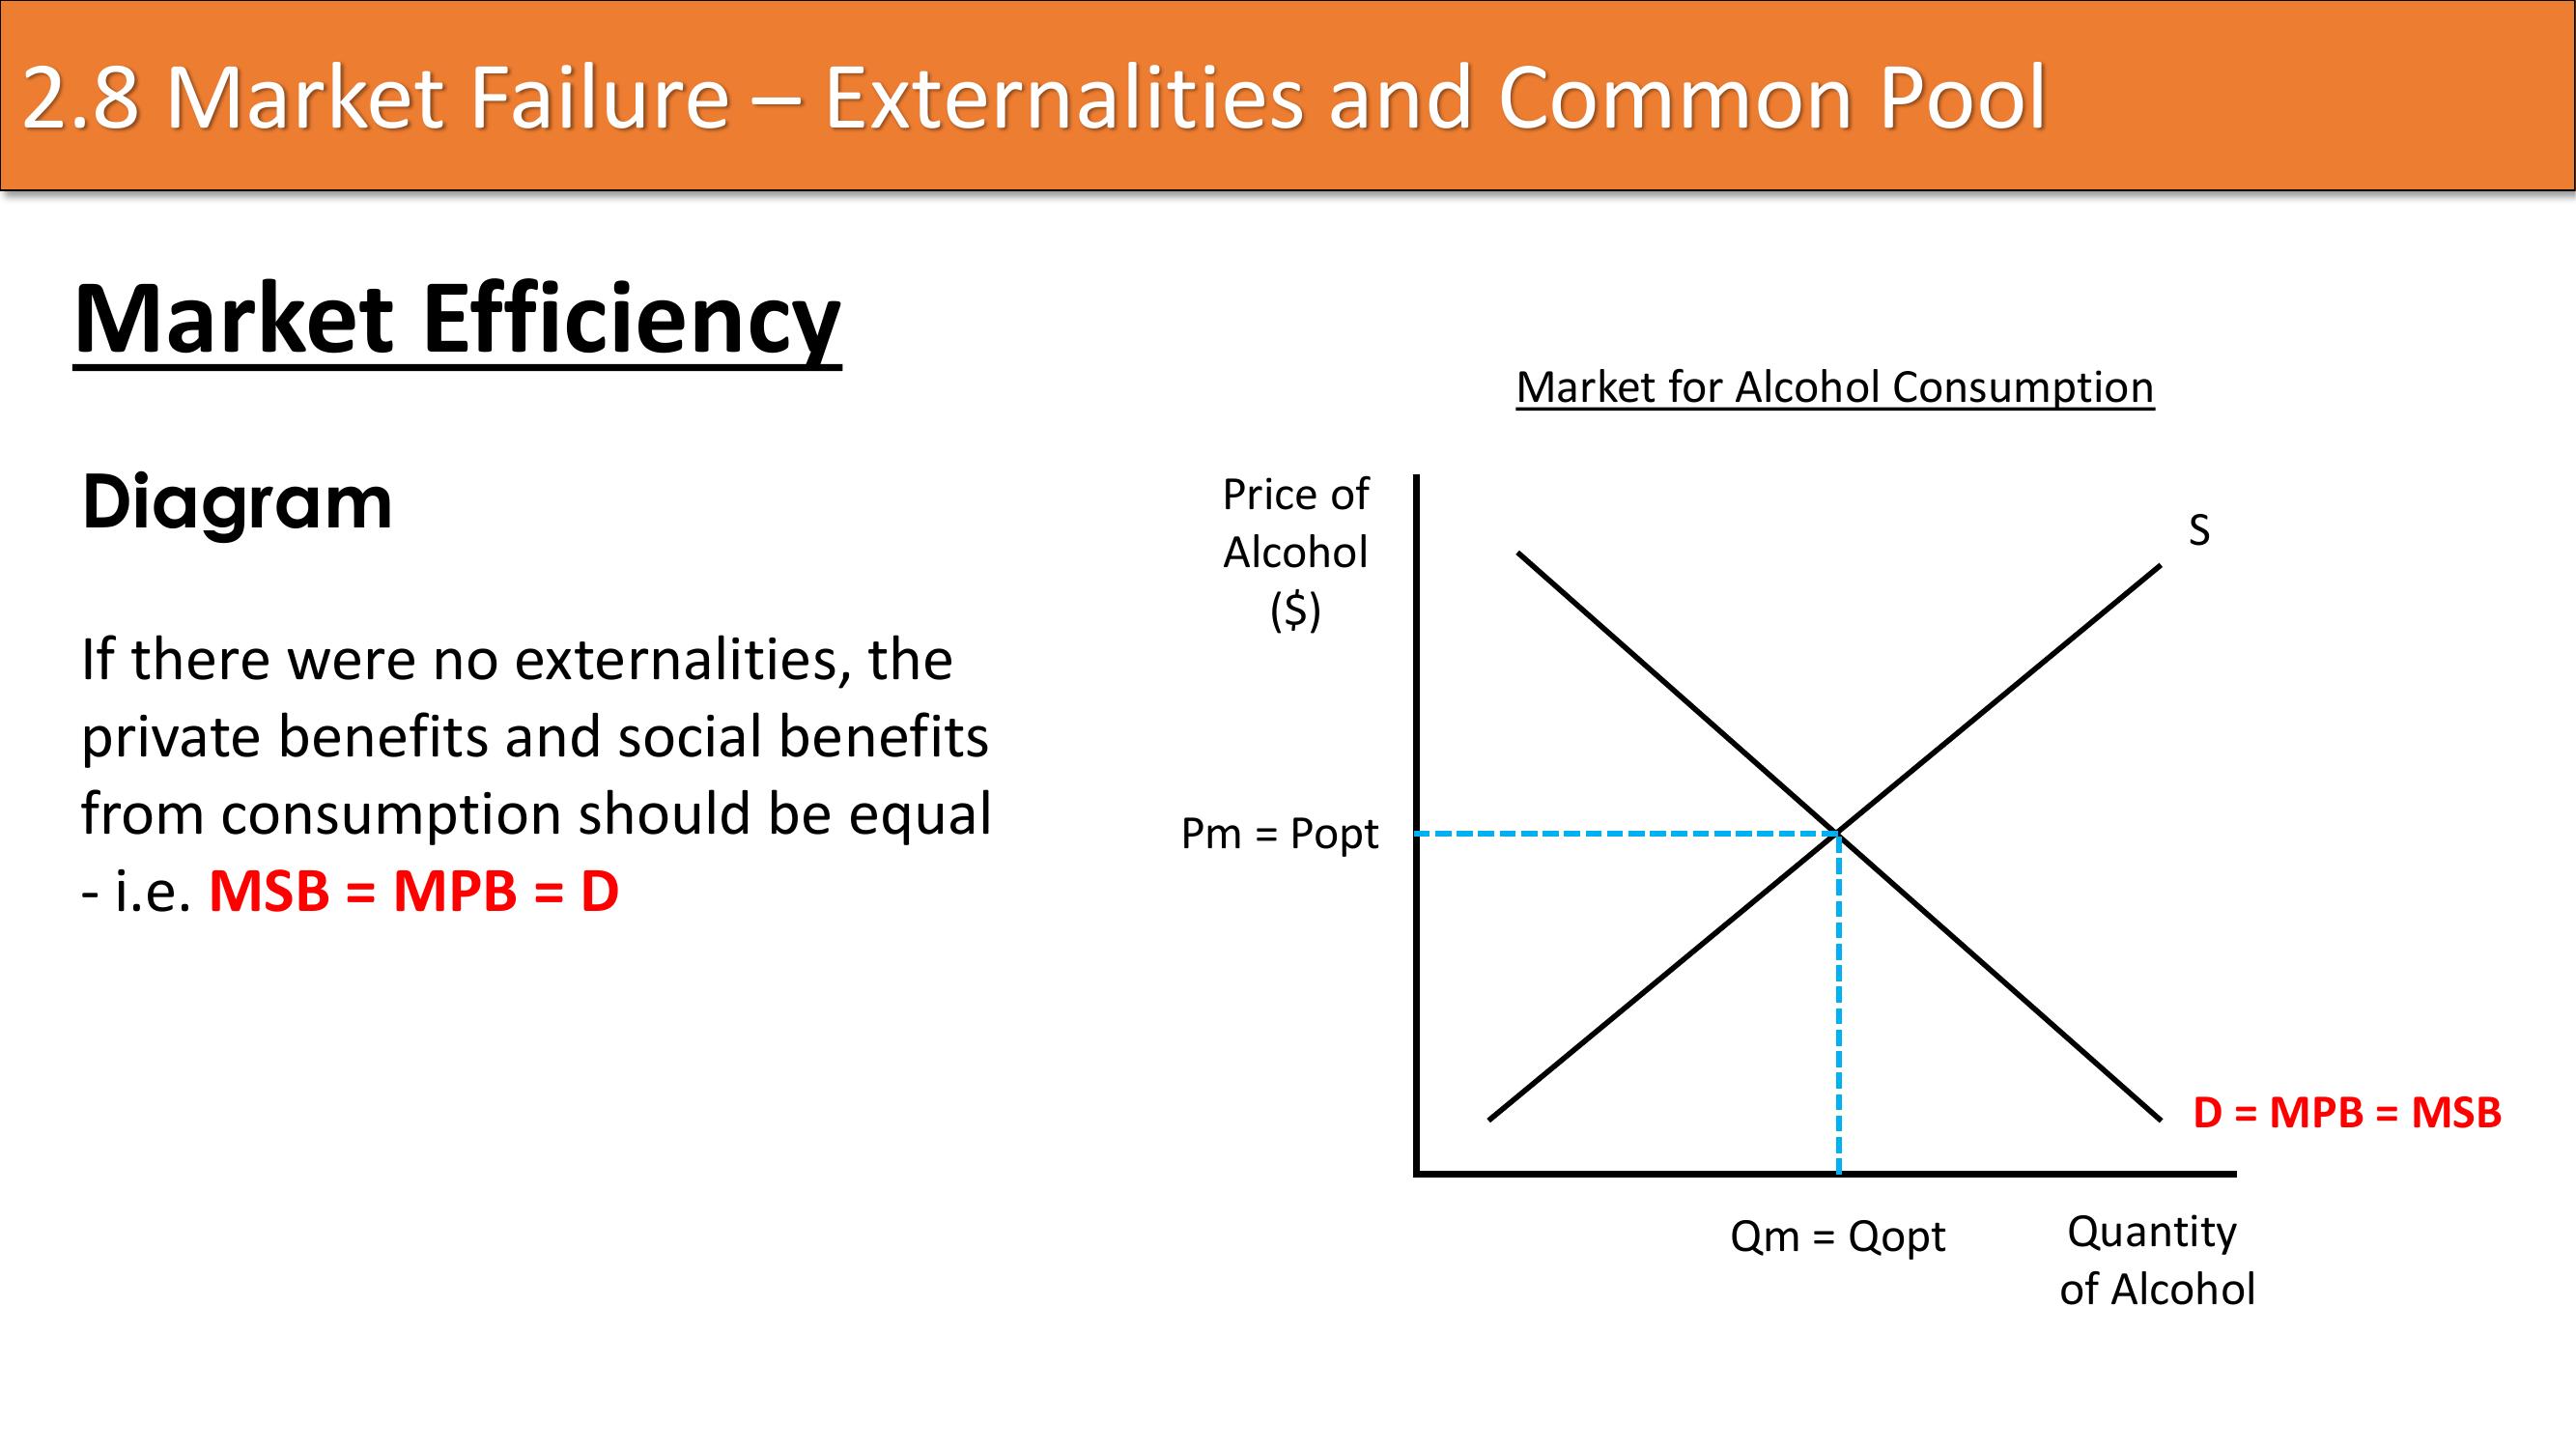 2.8 Market Failure – Externalities and Common Pool
Market Efficiency
Diagram
If there were no externalities, the
private benefits and social benefits
from consumption should be equal
- i.e. MSB = MPB = D
Market for Alcohol Consumption
Price of
Alcohol
($)
S
Pm = Popt
D = MPB = MSB
Qm = Qopt
Quantity
of Alcohol